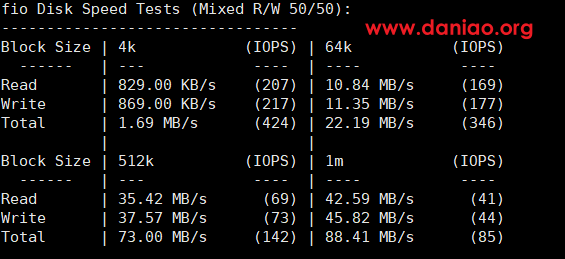 fio Disk Speed Tests (Mixed R/W 50/50):
---------------------------------
www.daniao.org
Block Size | 4k            (IOPS) | 64k           (IOPS)
  ------   | ---            ----  | ----           ----
Read       | 829.00 KB/s    (207) | 10.84 MB/s     (169)
Write      | 869.00 KB/s    (217) | 11.35 MB/s     (177)
Total      | 1.69 MB/s      (424) | 22.19 MB/s     (346)
           |                      |
Block Size | 512k          (IOPS) | 1m            (IOPS)
  ------   | ---            ----  | ----           ----
Read       | 35.42 MB/s      (69) | 42.59 MB/s      (41)
Write      | 37.57 MB/s      (73) | 45.82 MB/s      (44)
Total      | 73.00 MB/s     (142) | 88.41 MB/s      (85)